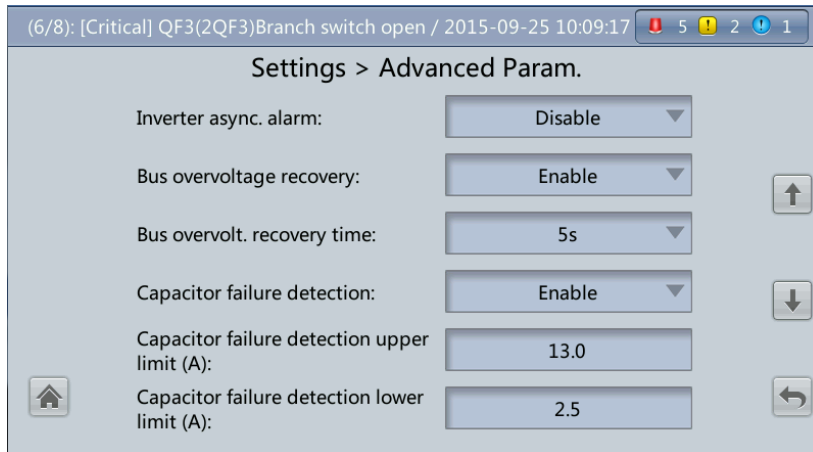 (6/8): [Critical] QF3(2QF3)Branch switch open / 2015-09-25 10:09:17 5 2 1
Settings > Advanced Param.
Inverter async. alarm: Disable
Bus overvoltage recovery: Enable
Bus overvolt. recovery time: 5s
Capacitor failure detection: Enable
Capacitor failure detection upper
limit (A): 13.0
Capacitor failure detection lower
limit (A): 2.5